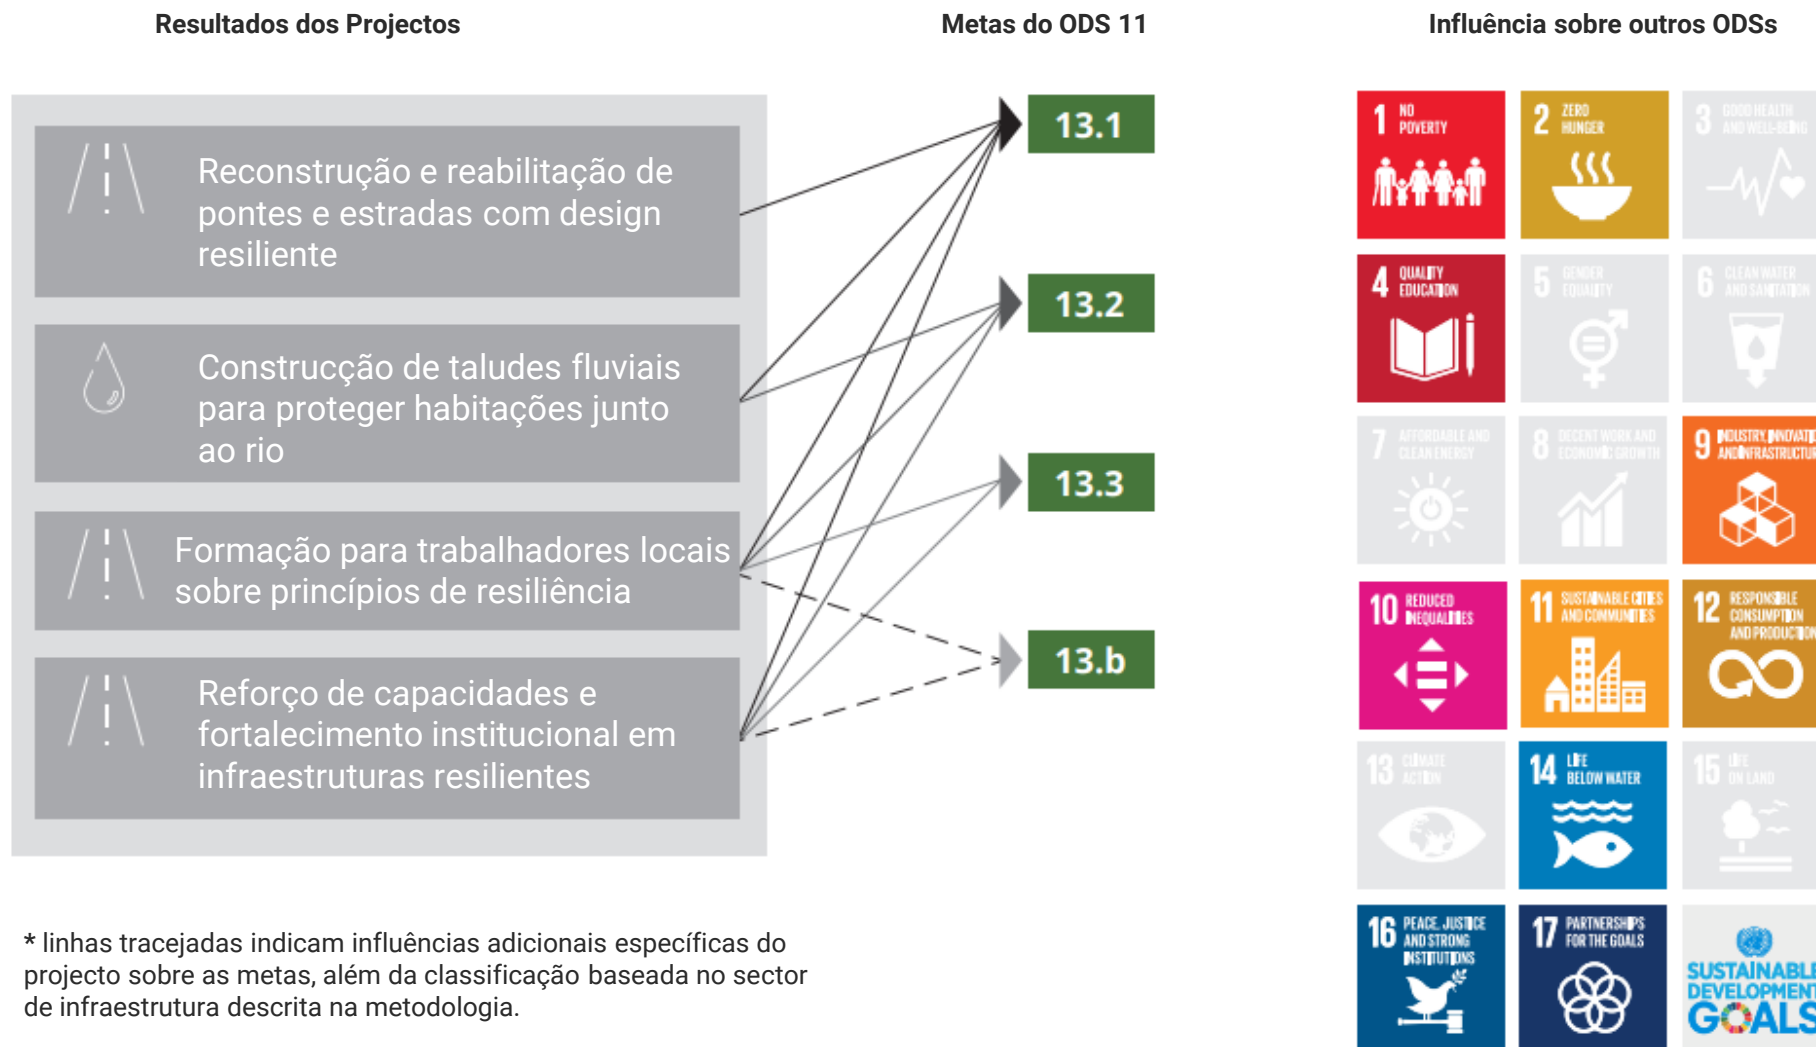 Resultados dos Projectos
Metas do ODS 11
Influência sobre outros ODSs
Reconstrução e reabilitação de
pontes e estradas com design
resiliente
Construcção de taludes fluviais
para proteger habitações junto
ao rio
Formação para trabalhadores locais
sobre princípios de resiliência
Reforço de capacidades e
fortalecimento institucional em
infraestruturas resilientes
13.1
13.2
13.3
13.b
1 NO
POVERTY
2 ZERO
HUNGER
3 GOOD HEALTH
AND WELL-BEING
4 QUALITY
EDUCATION
5 GENDER
EQUALITY
6 CLEAN WATER
AND SANITATION
7 AFFORDABLE AND
CLEAN ENERGY
8 DECENT WORK AND
ECONOMIC GROWTH
9 INDUSTRY, INNOVATIO
AND INFRASTRUCTUR
10 REDUCED
INEQUALITIES
11 SUSTAINABLE CITIES
AND COMMUNITIES
12 RESPONSIBLE
CONSUMPTION
AND PRODUCTION
13 CLIMATE
ACTION
14 LIFE
BELOW WATER
15 LIFE
ON LAND
16 PEACE, JUSTICE
AND STRONG
INSTITUTIONS
17 PARTNERSHIPS
FOR THE GOALS
SUSTAINABLE
DEVELOPMENT
GOALS
* linhas tracejadas indicam influências adicionais específicas do
projecto sobre as metas, além da classificação baseada no sector
de infraestrutura descrita na metodologia.